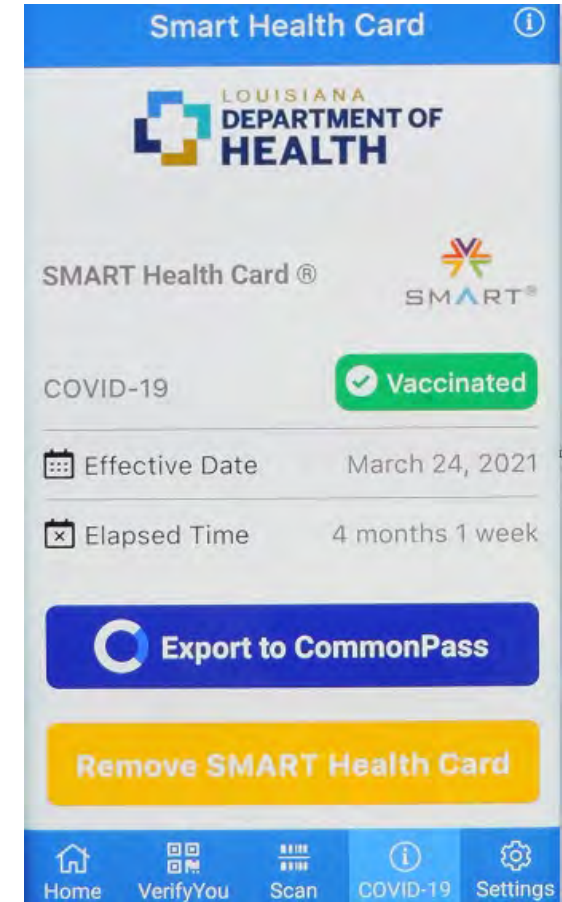 Smart Health Card
LOUISIANA
DEPARTMENT OF
HEALTH
SMART Health Card ®
SMART®
COVID-19 Vaccinated
Effective Date March 24, 2021
Elapsed Time 4 months 1 week
Export to CommonPass
Remove SMART Health Card
Home VerifyYou Scan COVID-19 Settings